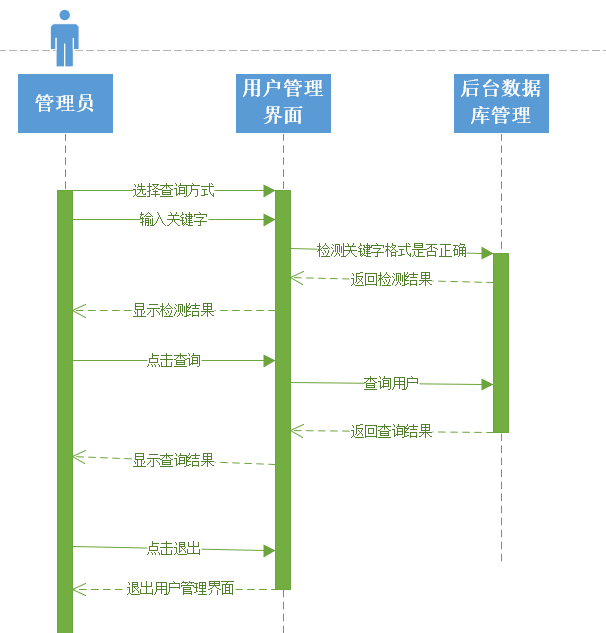 管理员
用户管理
界面
后台数据
库管理
选择查询方式
输入关键字
检测关键字格式是否正确
返回检测结果
显示检测结果
点击查询
查询用户
返回查询结果
显示查询结果
点击退出
退出用户管理界面